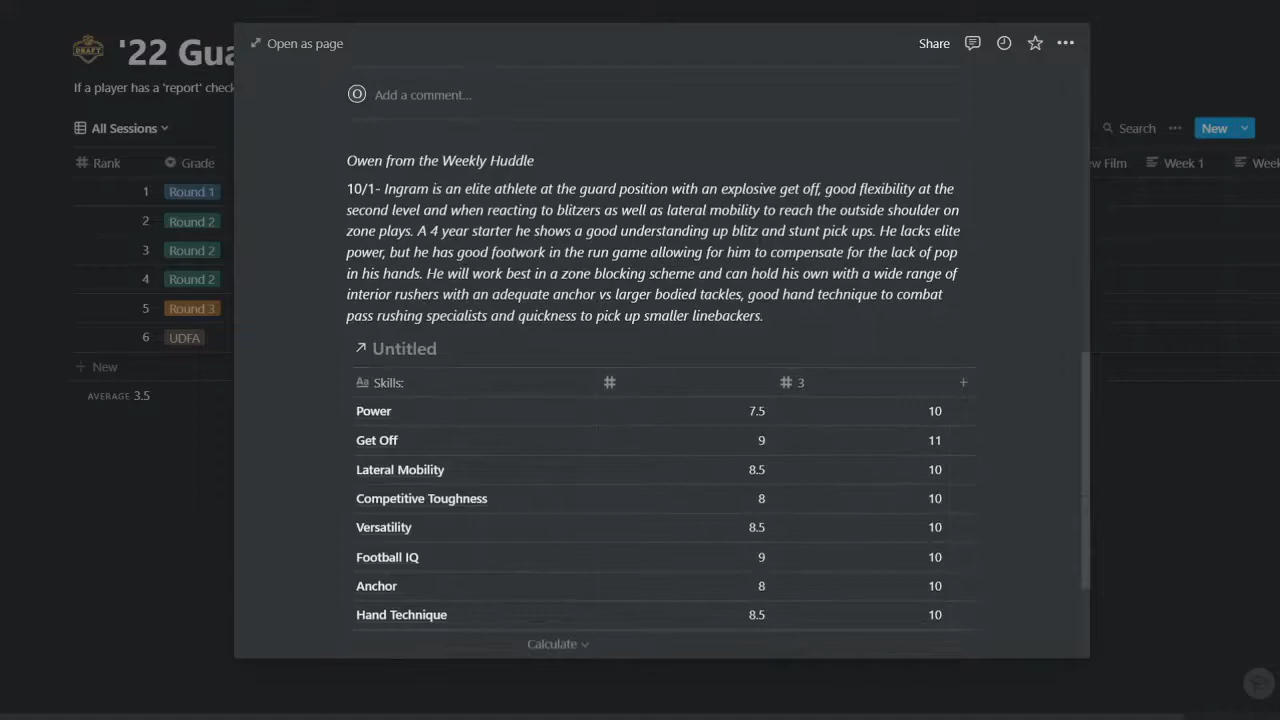 DRAFT
'22 Gua
If a player has a 'report' check
All Sessions
Rank Grade
1 Round 1
2 Round 2
3 Round 2
4 Round 2
5 Round 3
6 UDFA
+ New
AVERAGE 3.5
Open as page
Share
O Add a comment...
Owen from the Weekly Huddle
10/1- Ingram is an elite athlete at the guard position with an explosive get off, good flexibility at the
second level and when reacting to blitzers as well as lateral mobility to reach the outside shoulder on
zone plays. A 4 year starter he shows a good understanding up blitz and stunt pick ups. He lacks elite
power, but he has good footwork in the run game allowing for him to compensate for the lack of pop
in his hands. He will work best in a zone blocking scheme and can hold his own with a wide range of
interior rushers with an adequate anchor vs larger bodied tackles, good hand technique to combat
pass rushing specialists and quickness to pick up smaller linebackers.
Untitled
Aa Skills: # # 3 +
Power 7.5 10
Get Off 9 11
Lateral Mobility 8.5 10
Competitive Toughness 8 10
Versatility 8.5 10
Football IQ 9 10
Anchor 8 10
Hand Technique 8.5 10
Calculate
Search ... New
ew Film Week 1 Week